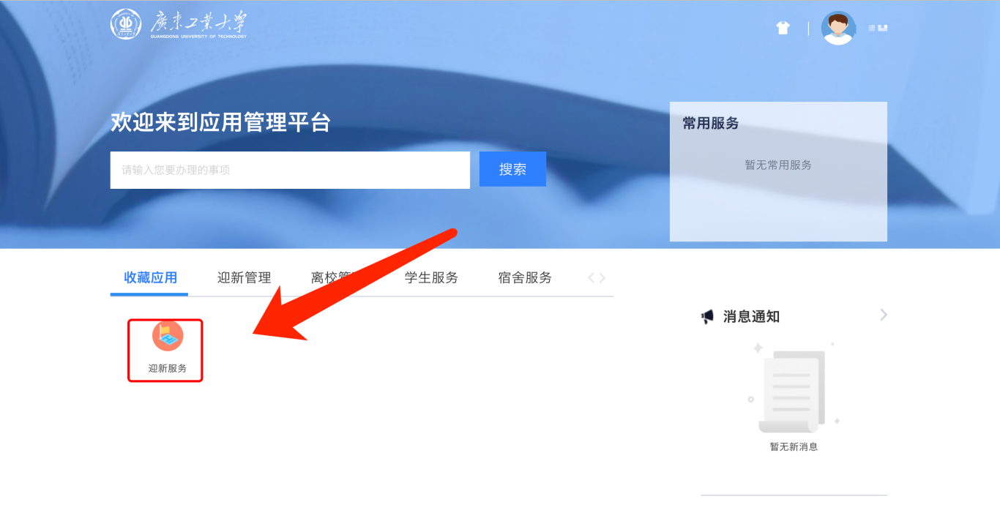 廣東工業大學
GUANGDONG UNIVERSITY OF TECHNOLOGY
欢迎来到应用管理平台
请输入您要办理的事项
搜索
常用服务
暂无常用服务
收藏应用
迎新管理
离校管
学生服务
宿舍服务
迎新服务
消息通知
暂无新消息